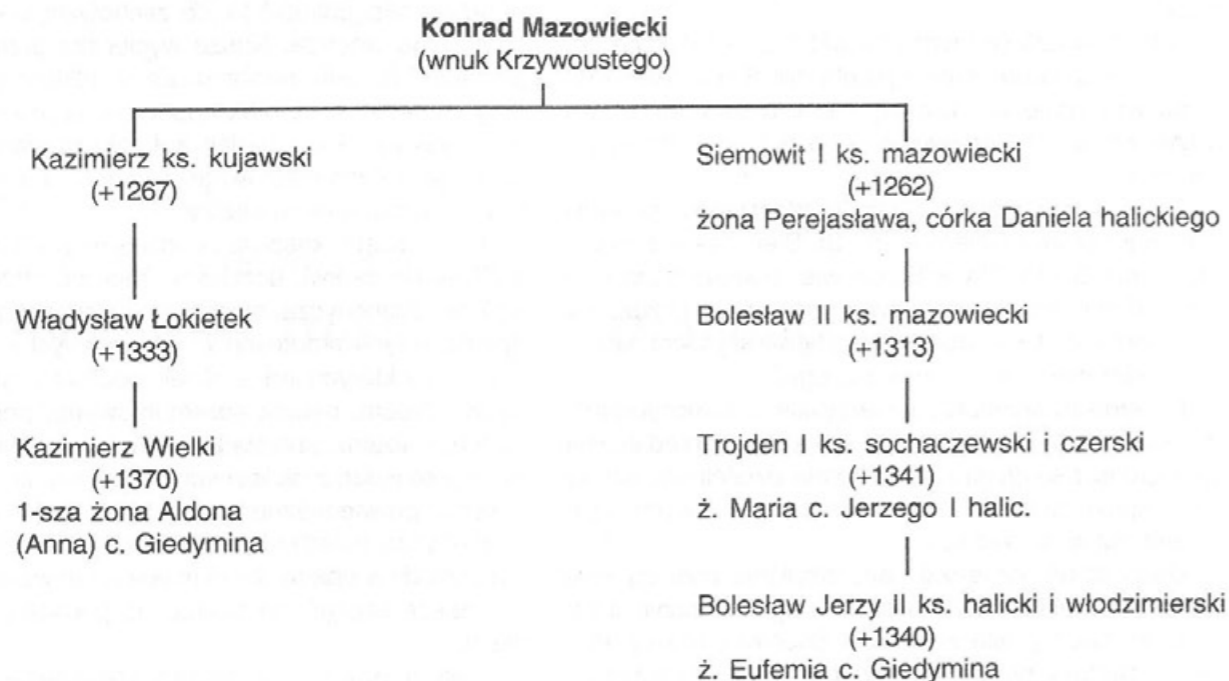 Konrad Mazowiecki
(wnuk Krzywoustego)
Kazimierz ks. kujawski
(+1267)
Władysław Łokietek
(+1333)
Kazimierz Wielki
(+1370)
1-sza żona Aldona
(Anna) c. Giedymina
Siemowit I ks. mazowiecki
(+1262)
żona Perejasława, córka Daniela halickiego
Bolesław II ks. mazowiecki
(+1313)
Trojden I ks. sochaczewski i czerski
(+1341)
ż. Maria c. Jerzego I halic.
Bolesław Jerzy II ks. halicki i włodzimierski
(+1340)
ż. Eufemia c. Giedymina